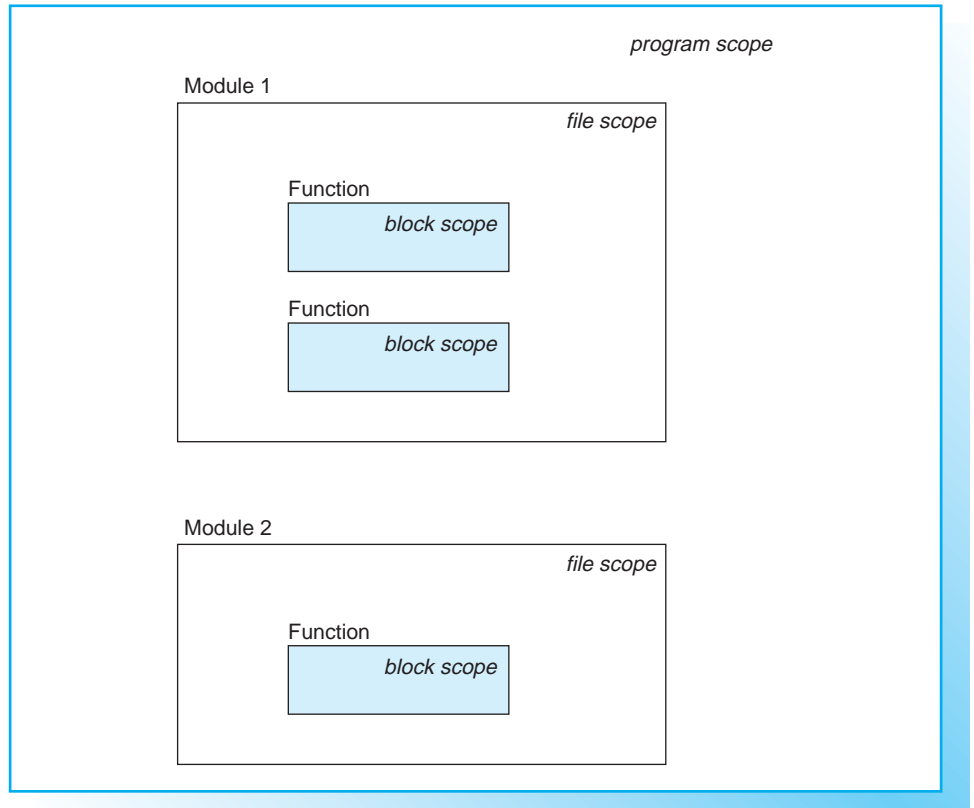 program scope
Module 1
file scope
Function
block scope
Function
block scope
Module 2
file scope
Function
block scope